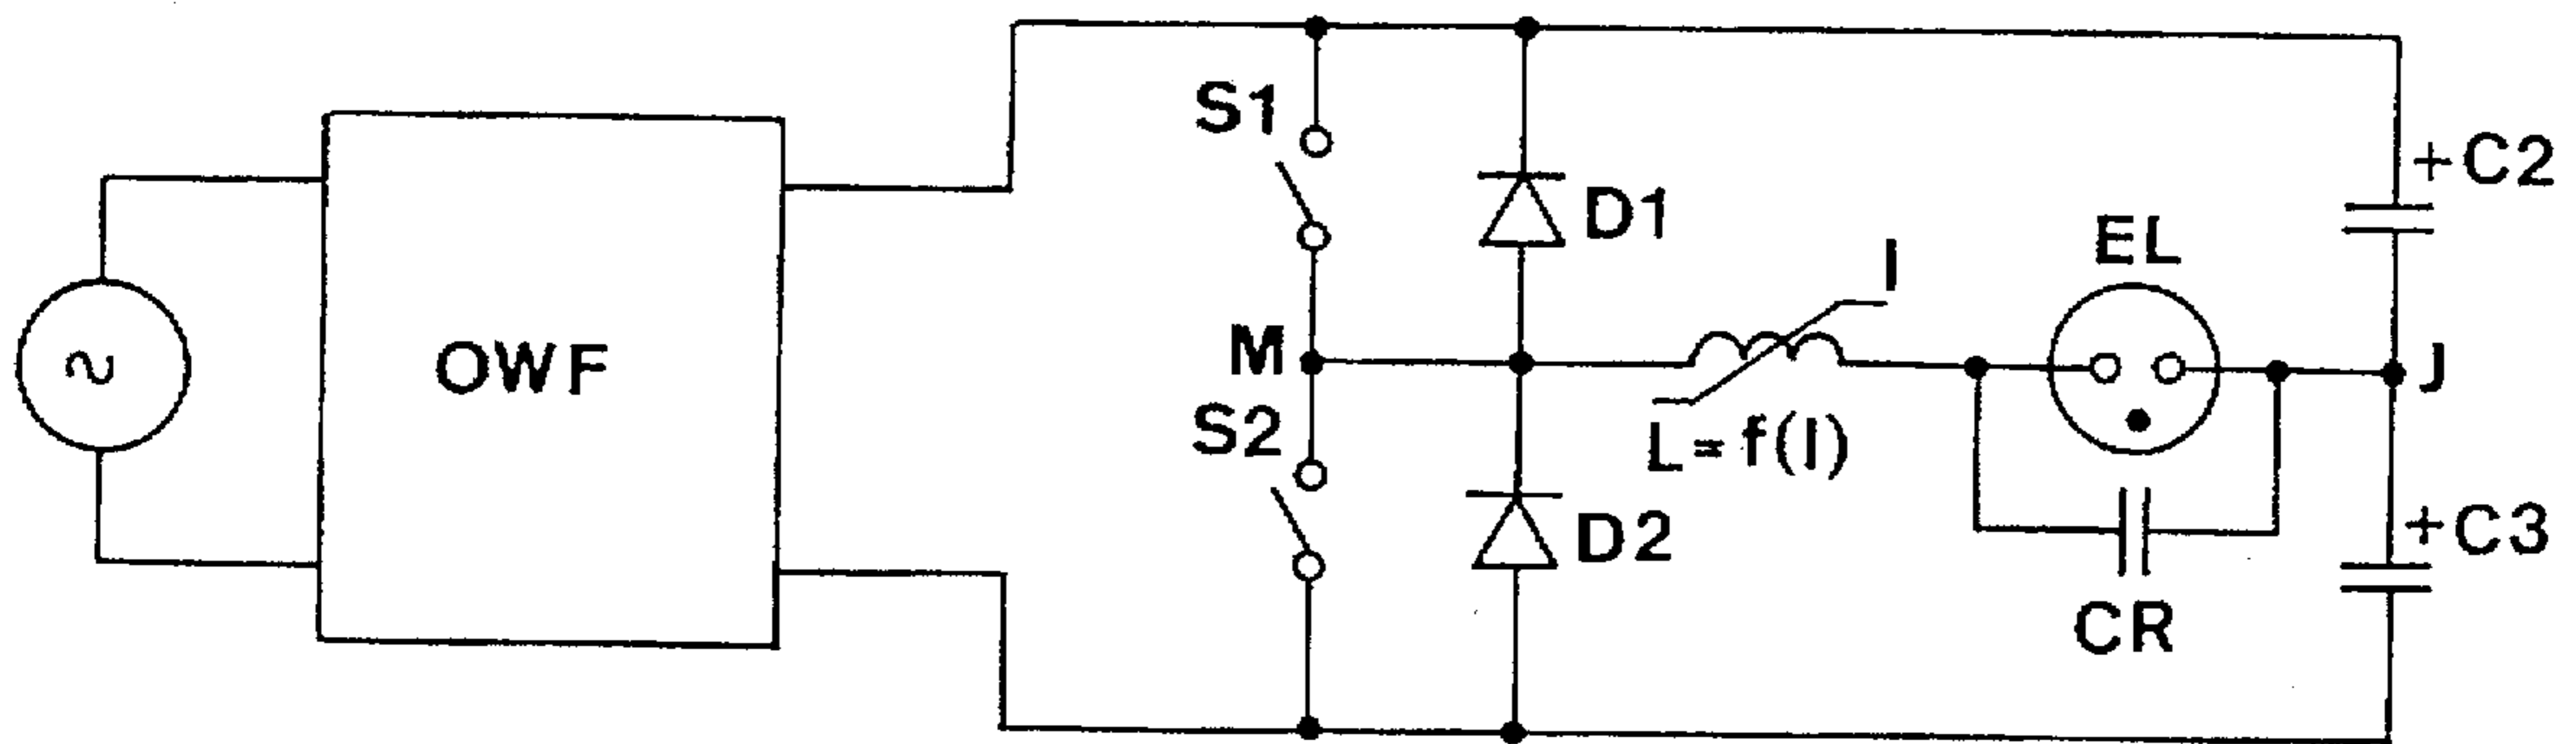 S1
+C2
D1
EL
I
OWF
M
J
S2
L=f(I)
D2
+C3
CR